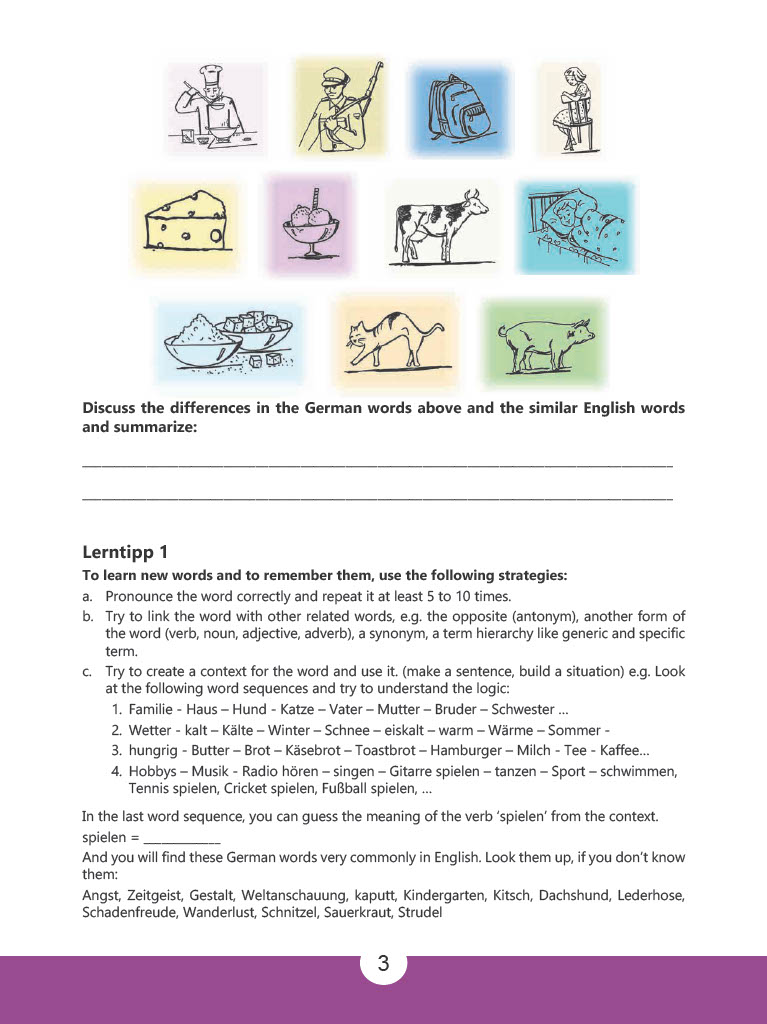 Discuss the differences in the German words above and the similar English words
and summarize:
______________________________________________________________________________
______________________________________________________________________________
Lerntipp 1
To learn new words and to remember them, use the following strategies:
a. Pronounce the word correctly and repeat it at least 5 to 10 times.
b. Try to link the word with other related words, e.g. the opposite (antonym), another form of
the word (verb, noun, adjective, adverb), a synonym, a term hierarchy like generic and specific
term.
c. Try to create a context for the word and use it. (make a sentence, build a situation) e.g. Look
at the following word sequences and try to understand the logic:
1. Familie - Haus – Hund - Katze – Vater – Mutter – Bruder – Schwester ...
2. Wetter - kalt – Kälte – Winter – Schnee – eiskalt – warm – Wärme – Sommer -
3. hungrig - Butter – Brot – Käsebrot – Toastbrot – Hamburger – Milch - Tee - Kaffee...
4. Hobbys – Musik - Radio hören – singen – Gitarre spielen – tanzen – Sport – schwimmen,
Tennis spielen, Cricket spielen, Fußball spielen, ...
In the last word sequence, you can guess the meaning of the verb ‘spielen’ from the context.
spielen = ____________
And you will find these German words very commonly in English. Look them up, if you don’t know
them:
Angst, Zeitgeist, Gestalt, Weltanschauung, kaputt, Kindergarten, Kitsch, Dachshund, Lederhose,
Schadenfreude, Wanderlust, Schnitzel, Sauerkraut, Strudel
3